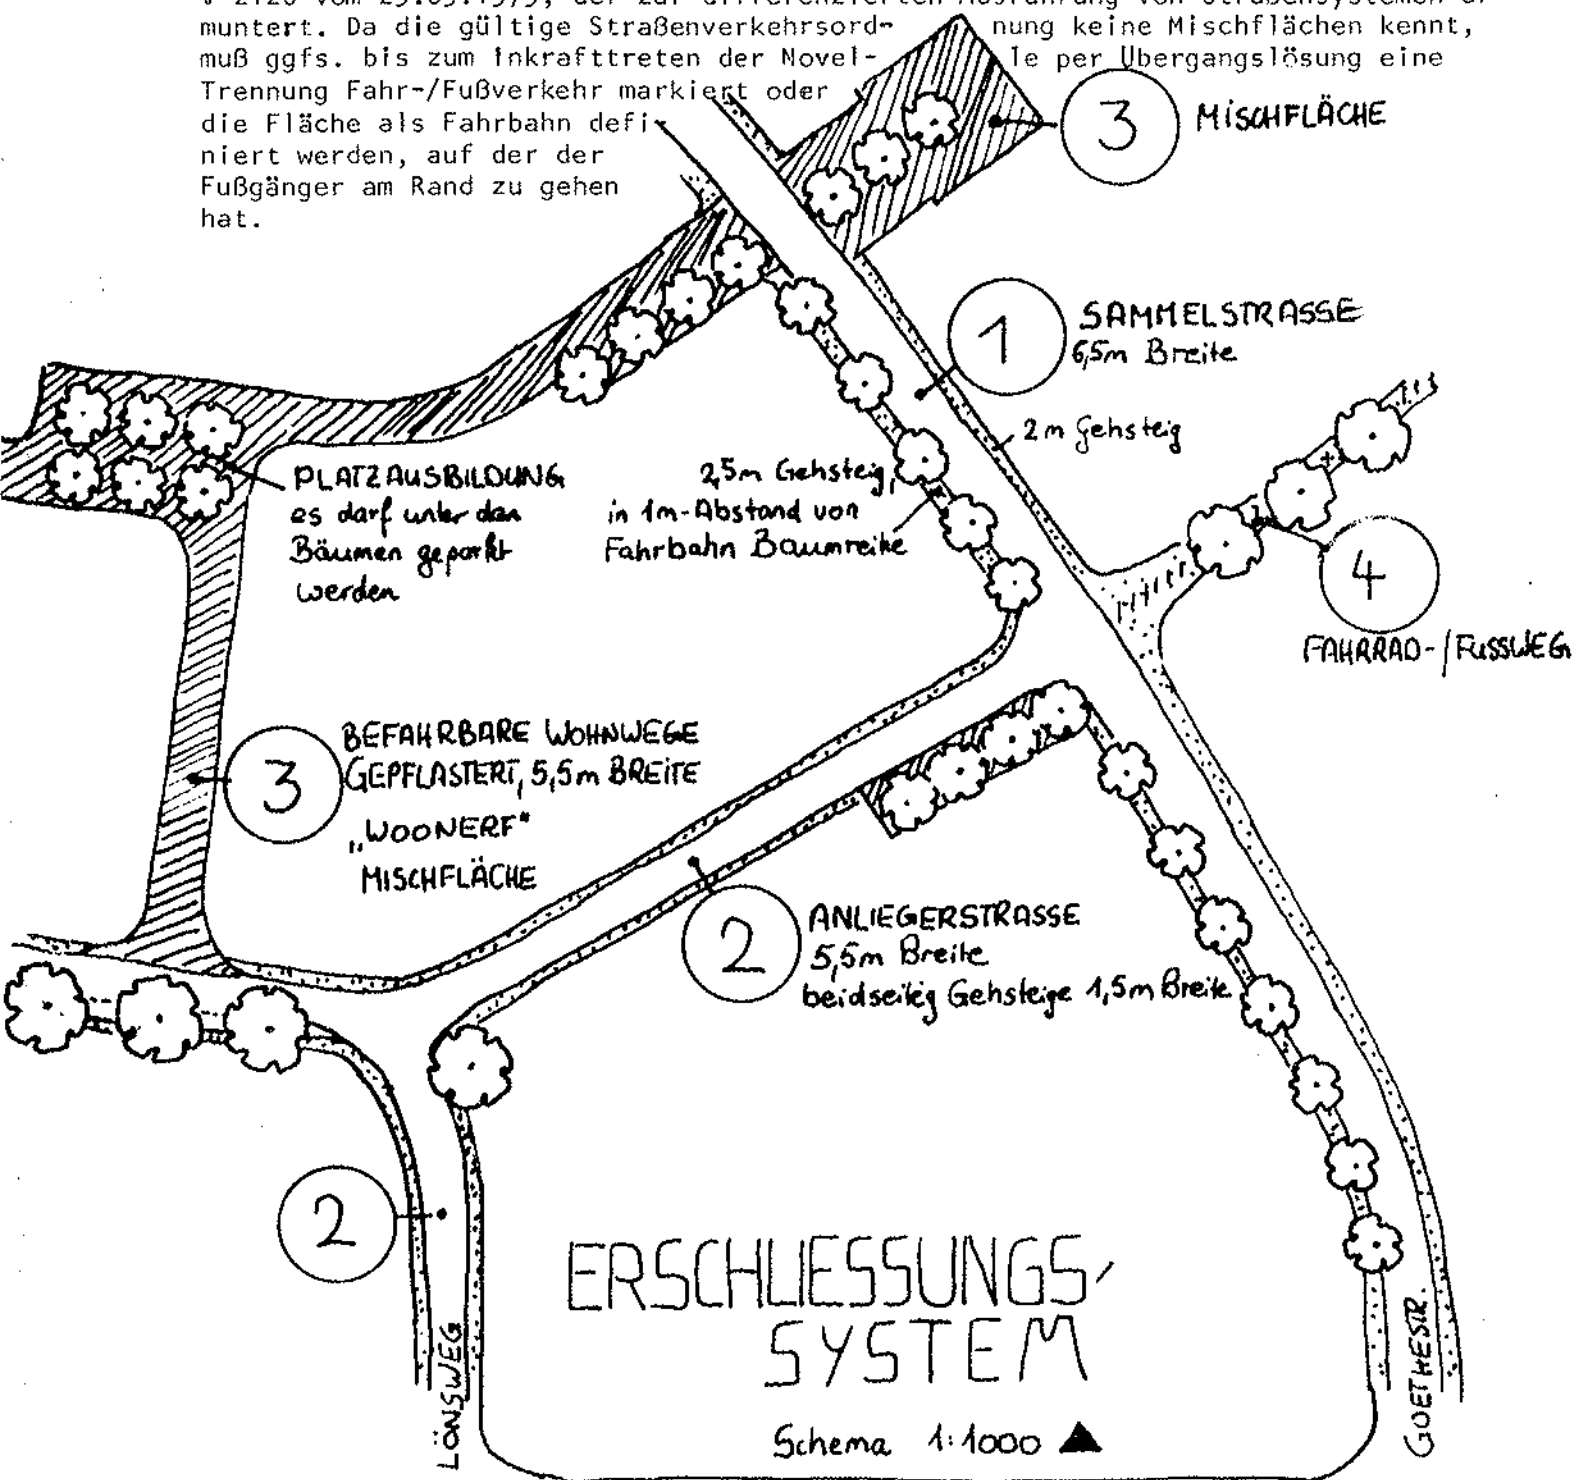 muntert. Da die gültige Straßenverkehrsord- nung keine Mischflächen kennt,
muß ggfs. bis zum Inkrafttreten der Novel- le per Übergangslösung eine
Trennung Fahr-/Fußverkehr markiert oder
die Fläche als Fahrbahn defi-
niert werden, auf der der
Fußgänger am Rand zu gehen
hat.
3 MISCHFLÄCHE
1 SAMMELSTRASSE
6,5m Breite
2m Gehsteig
PLATZAUSBILDUNG
es darf unter den
Bäumen geparkt
werden
2,5m Gehsteig,
in 1m-Abstand von
Fahrbahn Baumreihe
4
FAHRRAD-/FUSSWEG
3
BEFAHRBARE WOHNWEGE
GEPFLASTERT, 5,5m BREITE
„WOONERF"
MISCHFLÄCHE
2
ANLIEGERSTRASSE
5,5m Breite
beidseitig Gehsteige 1,5m Breite
2
ERSCHLIESSUNGS-
SYSTEM
Schema 1:1000
LÖNSWEG
GOETHESTR.